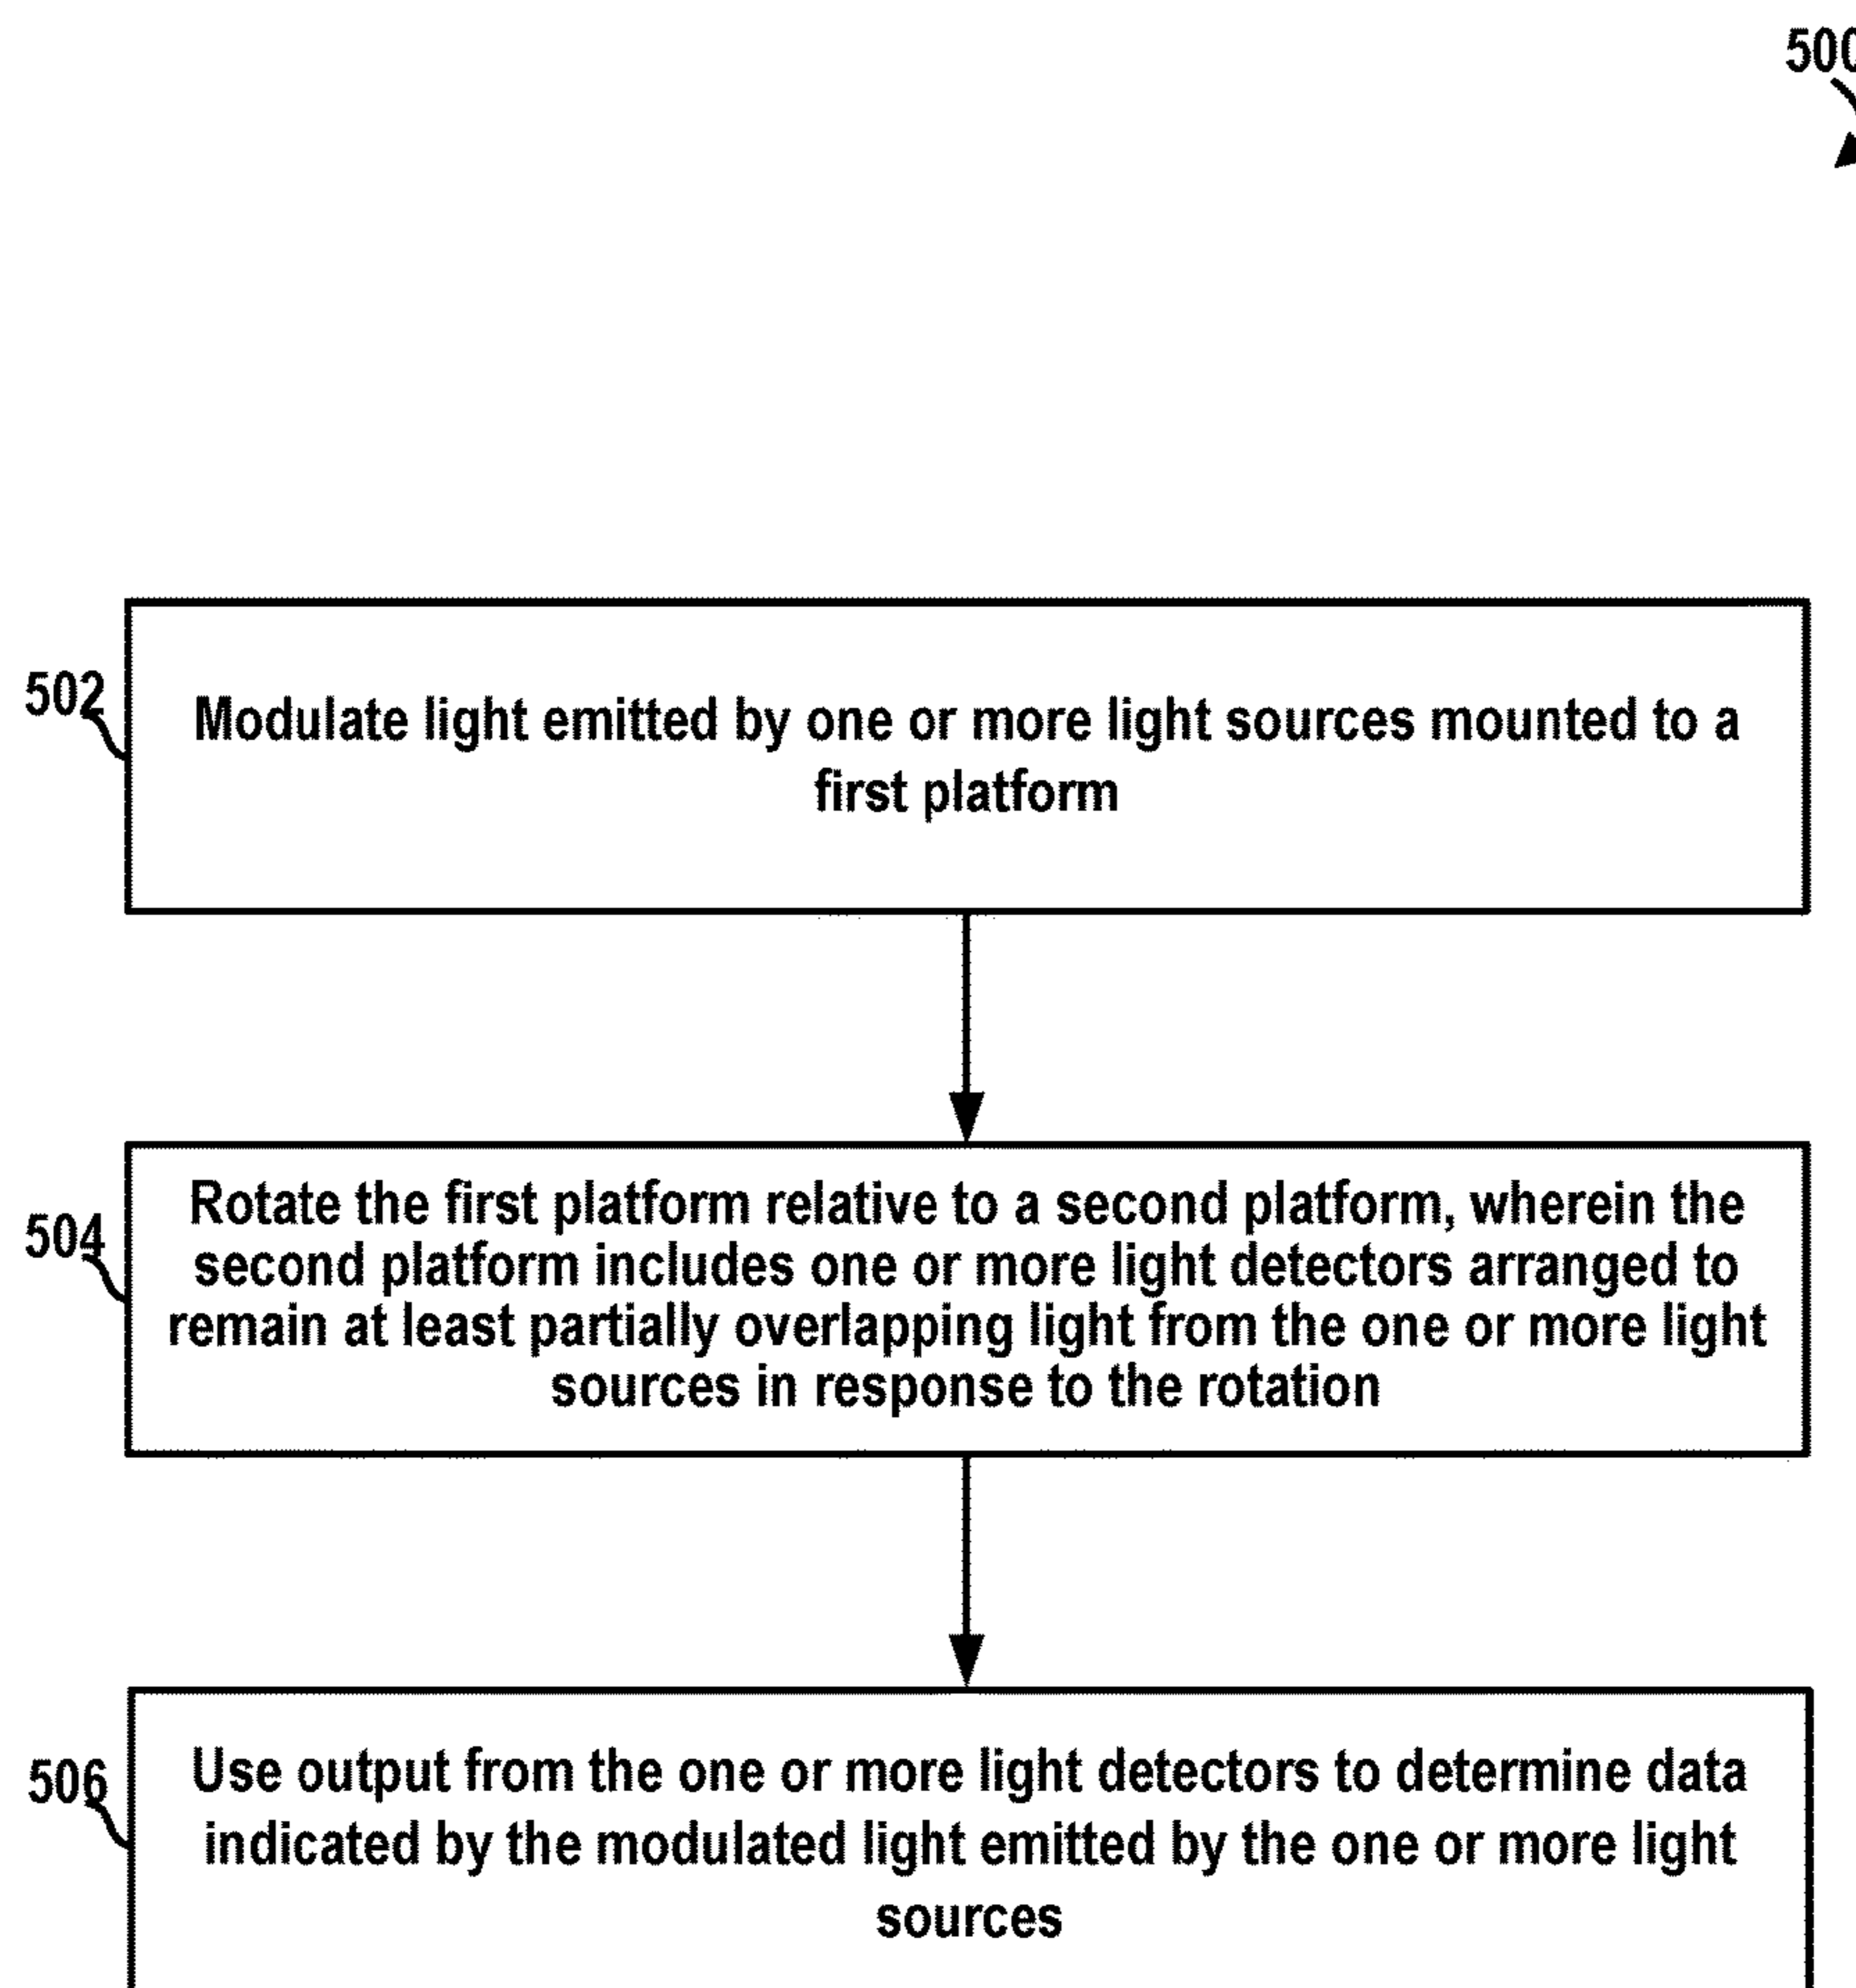 500
502
Modulate light emitted by one or more light sources mounted to a
first platform
504
Rotate the first platform relative to a second platform, wherein the
second platform includes one or more light detectors arranged to
remain at least partially overlapping light from the one or more light
sources in response to the rotation
506
Use output from the one or more light detectors to determine data
indicated by the modulated light emitted by the one or more light
sources